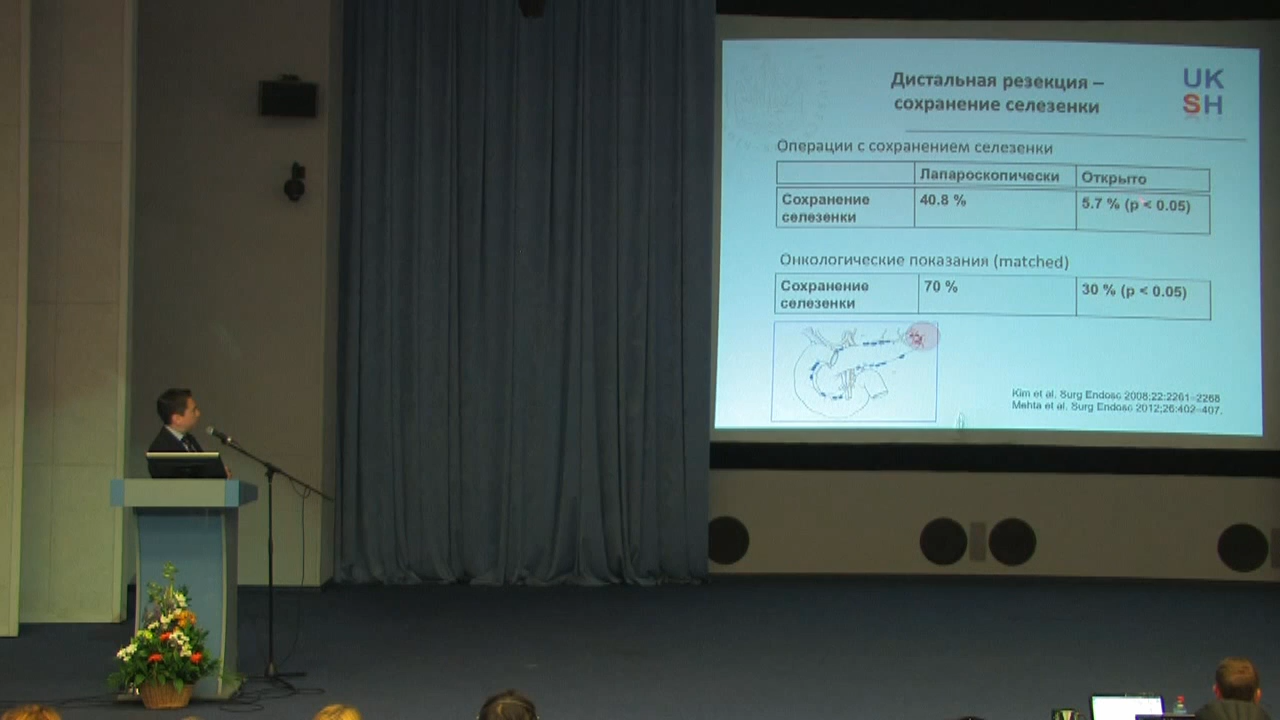 Дистальная резекция –
сохранение селезенки
UK
SH
Операции с сохранением селезенки
Лапароскопически Открыто
Сохранение селезенки 40.8 % 5.7 % (p < 0.05)
Онкологические показания (matched)
Сохранение селезенки 70 % 30 % (p < 0.05)
Kim et al. Surg Endosc 2008;22:2261–2268
Mehta et al. Surg Endosc 2012;26:402–407.